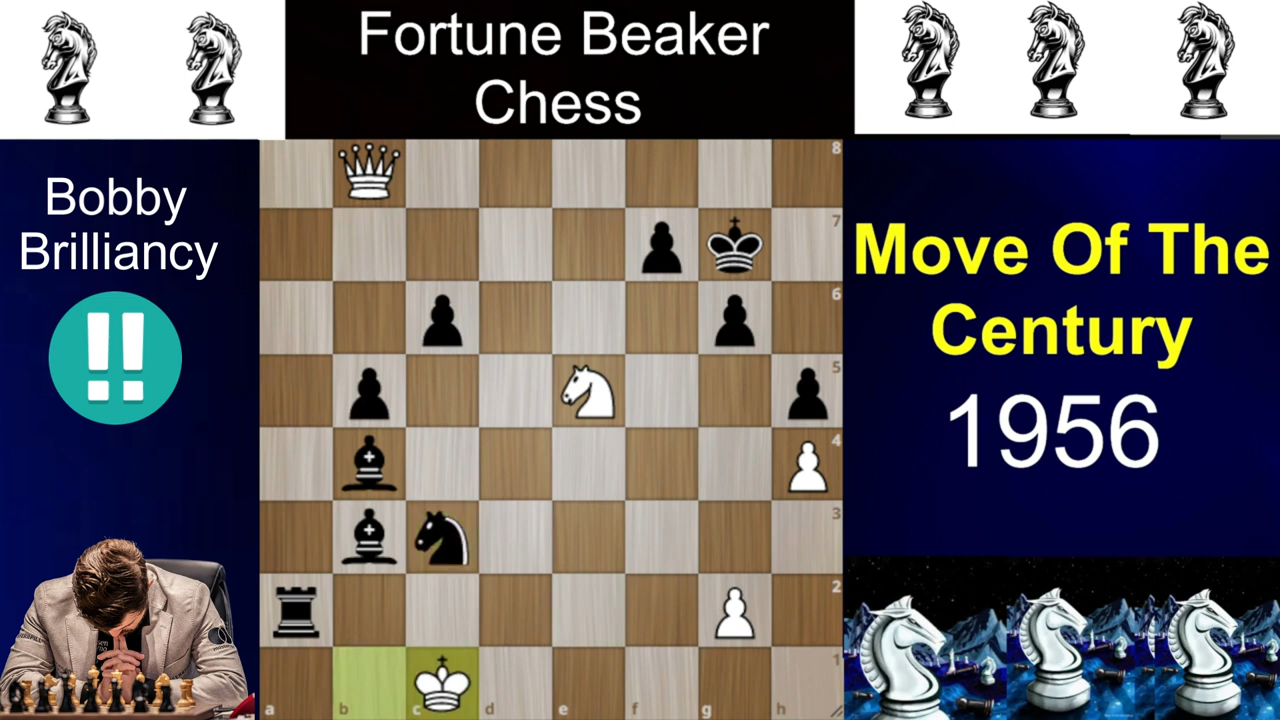 Fortune Beaker
Chess
Bobby
Brilliancy
!!
Move Of The
Century
1956
8
7
6
5
4
3
2
1
a
b
c
d
e
f
g
h